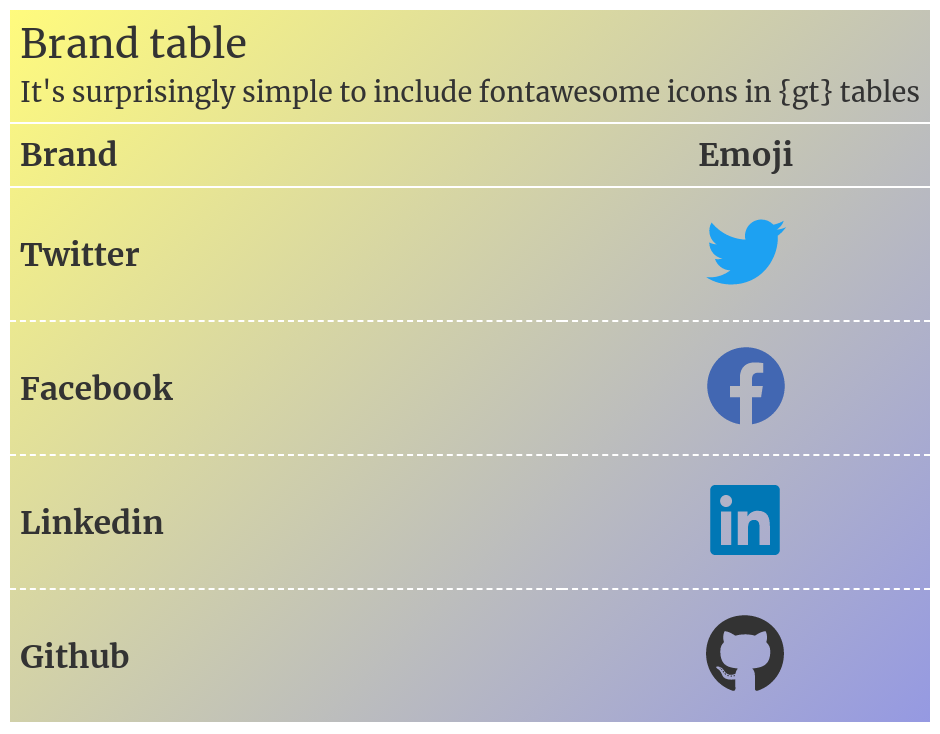 Brand table
It's surprisingly simple to include fontawesome icons in {gt} tables
Brand Emoji
Twitter
Facebook
Linkedin in
Github